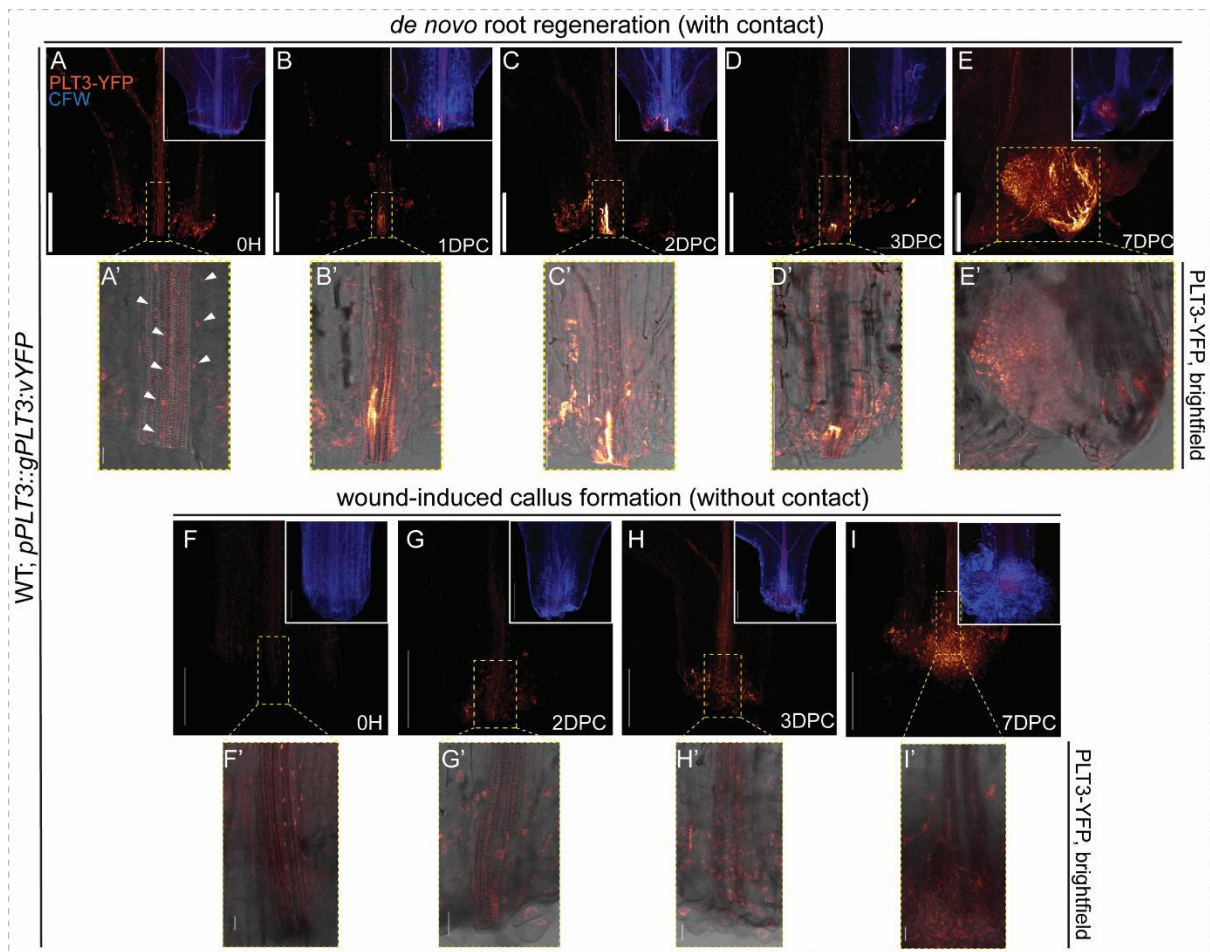 de novo root regeneration (with contact)
A
PLT3-YFP
CFW
0H
B
1DPC
C
2DPC
D
3DPC
E
7DPC
A'
B'
C'
D'
E'
PLT3-YFP, brightfield
WT; pPLT3::gPLT3:vYFP
wound-induced callus formation (without contact)
F
0H
G
2DPC
H
3DPC
I
7DPC
F'
G'
H'
I'
PLT3-YFP, brightfield